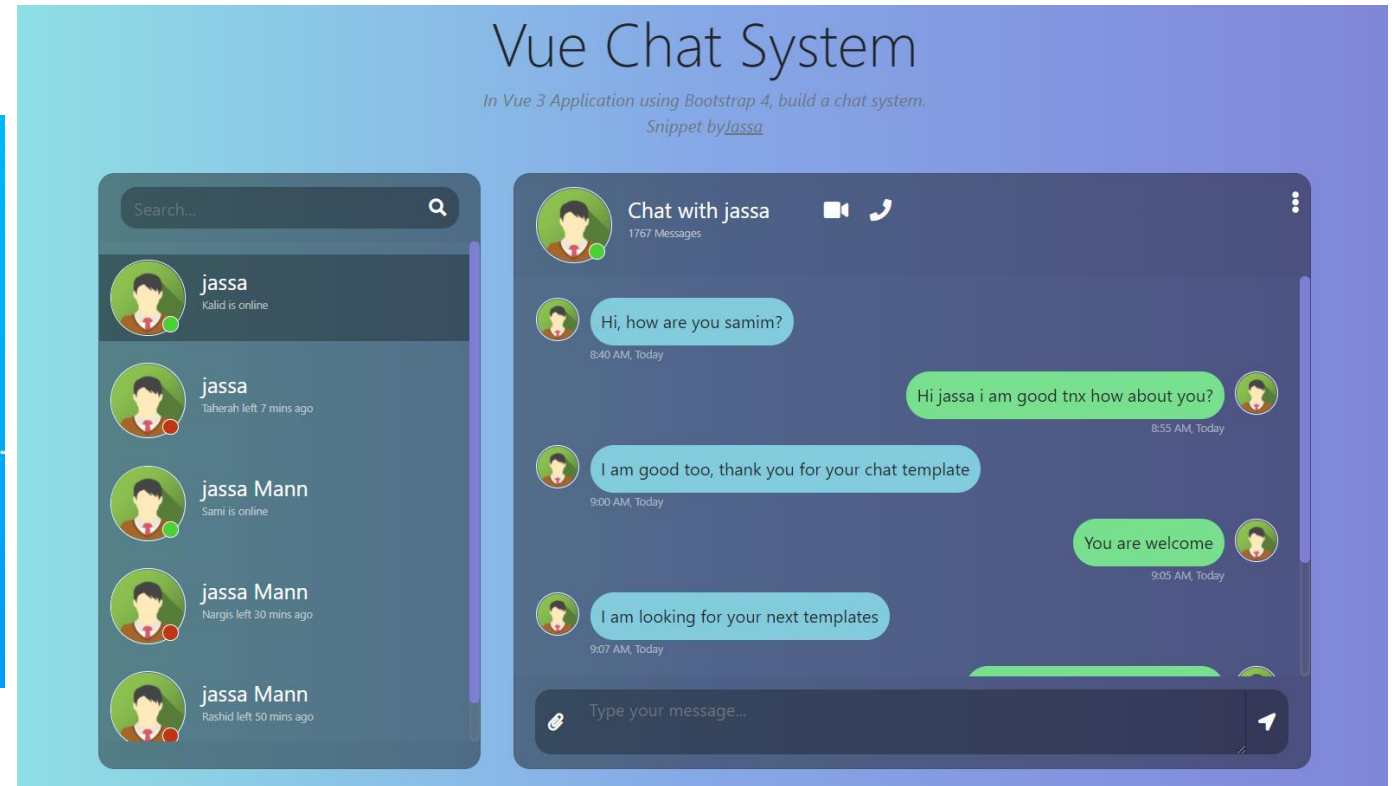 Vue Chat System
In Vue 3 Application using Bootstrap 4, build a chat system.
Snippet byJassa
Search...
jassa
Kalid is online
jassa
Taherah left 7 mins ago
jassa Mann
Sami is online
jassa Mann
Nargis left 30 mins ago
jassa Mann
Rashid left 50 mins ago
Chat with jassa
1767 Messages
Hi, how are you samim?
8:40 AM, Today
Hi jassa i am good tnx how about you?
8:55 AM, Today
I am good too, thank you for your chat template
9:00 AM, Today
You are welcome
9:05 AM, Today
I am looking for your next templates
9:07 AM, Today
Type your message...